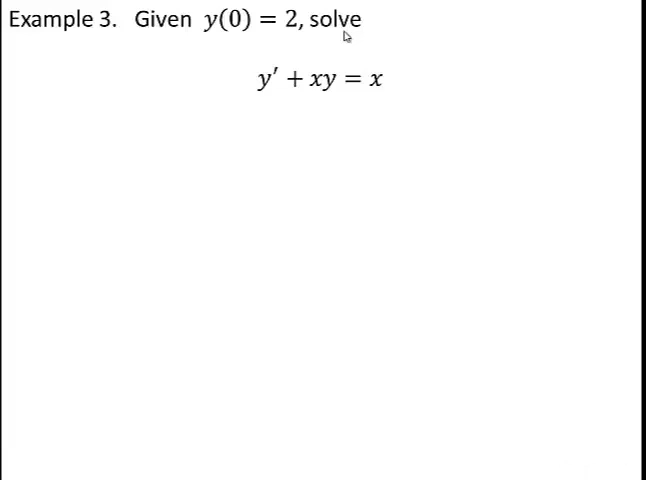 Example 3. Given y(0) = 2, solve
y′ + xy = x